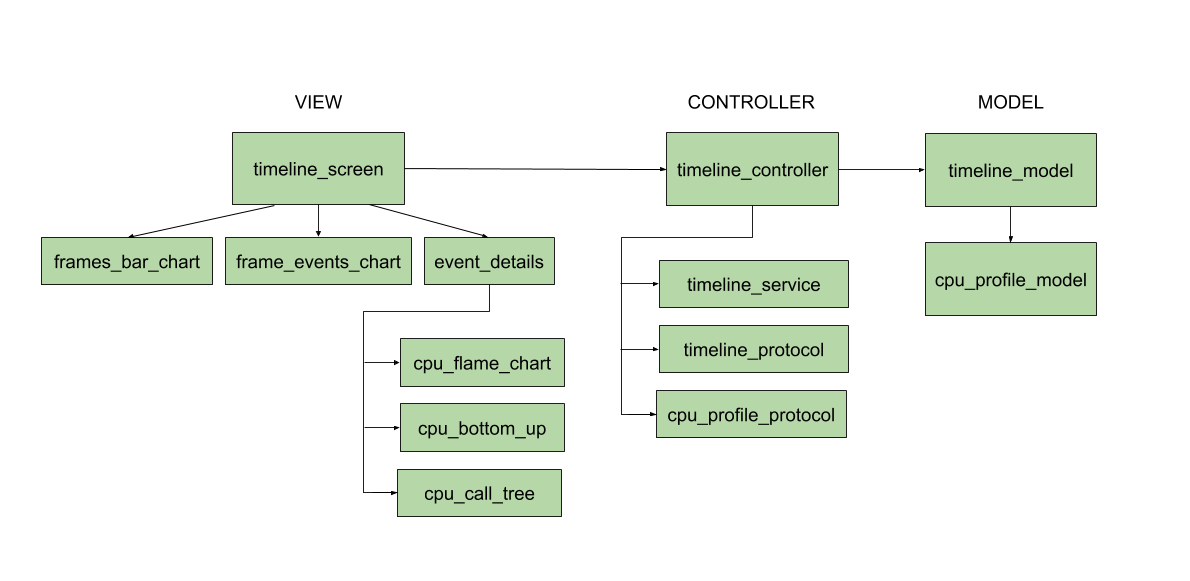 VIEW
CONTROLLER
MODEL
timeline_screen
timeline_controller
timeline_model
frames_bar_chart
frame_events_chart
event_details
timeline_service
cpu_profile_model
timeline_protocol
cpu_flame_chart
cpu_profile_protocol
cpu_bottom_up
cpu_call_tree